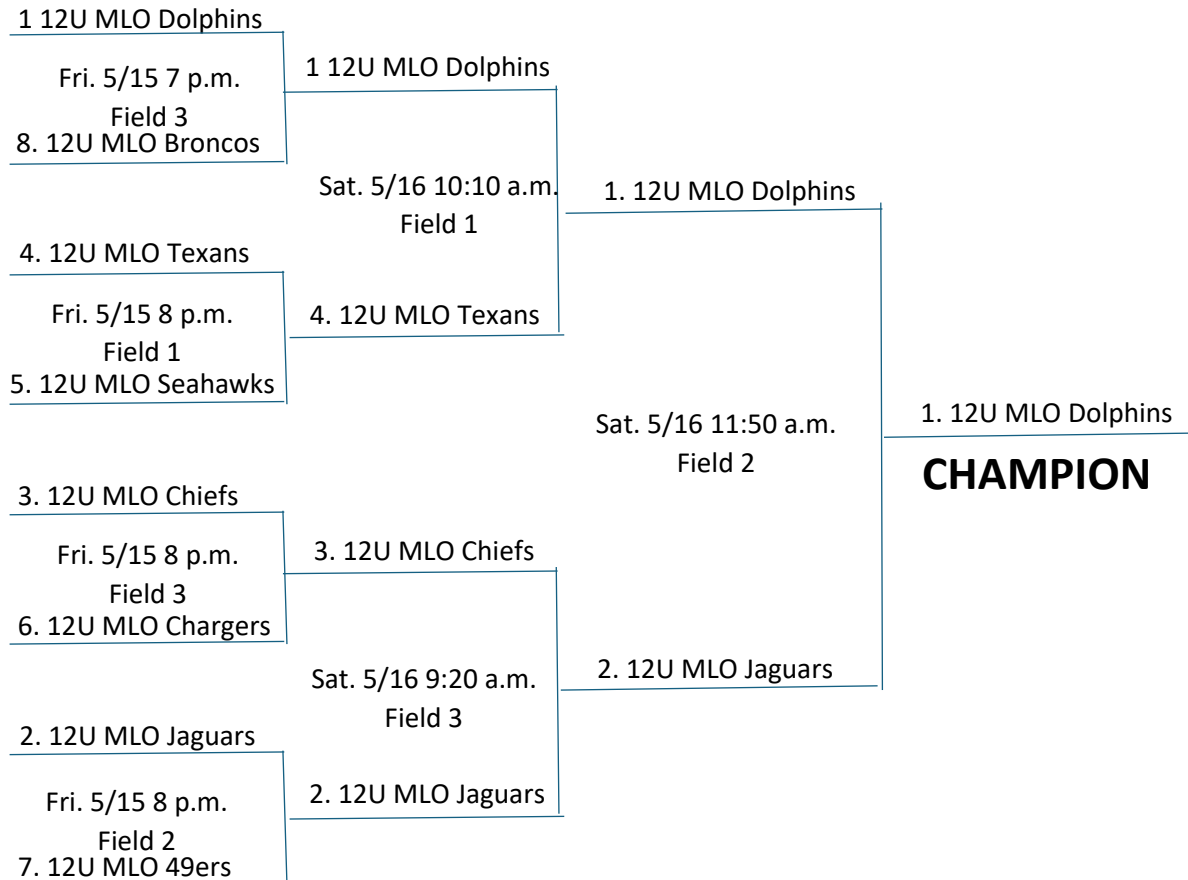 1 12U MLO Dolphins
Fri. 5/15 7 p.m.
Field 3
8. 12U MLO Broncos
4. 12U MLO Texans
Fri. 5/15 8 p.m.
Field 1
5. 12U MLO Seahawks
3. 12U MLO Chiefs
Fri. 5/15 8 p.m.
Field 3
6. 12U MLO Chargers
2. 12U MLO Jaguars
Fri. 5/15 8 p.m.
Field 2
7. 12U MLO 49ers
1 12U MLO Dolphins
Sat. 5/16 10:10 a.m.
Field 1
4. 12U MLO Texans
3. 12U MLO Chiefs
Sat. 5/16 9:20 a.m.
Field 3
2. 12U MLO Jaguars
1. 12U MLO Dolphins
Sat. 5/16 11:50 a.m.
Field 2
2. 12U MLO Jaguars
1. 12U MLO Dolphins
CHAMPION